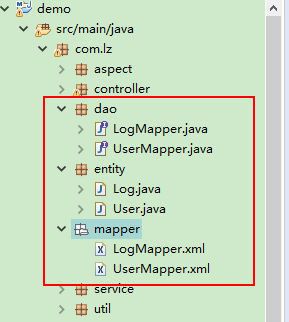 demo
src/main/java
com.lz
aspect
controller
dao
LogMapper.java
UserMapper.java
entity
Log.java
User.java
mapper
LogMapper.xml
UserMapper.xml
service
util